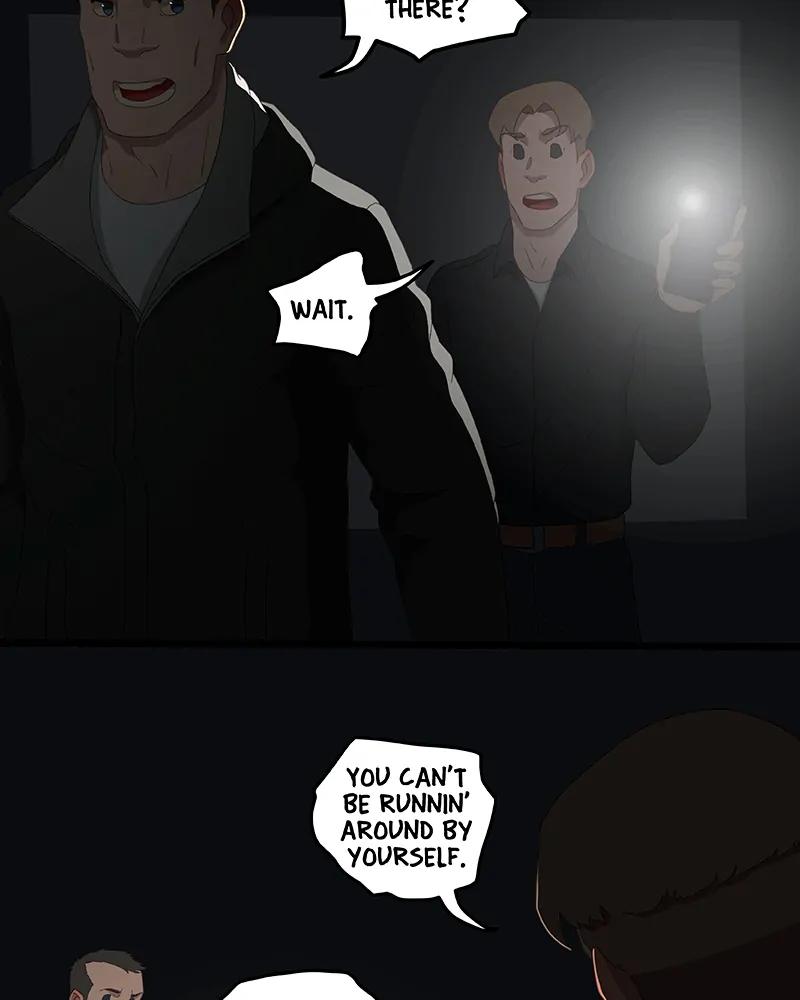 THERE?
WAIT.
YOU CAN'T
BE RUNNIN'
AROUND BY
YOURSELF.